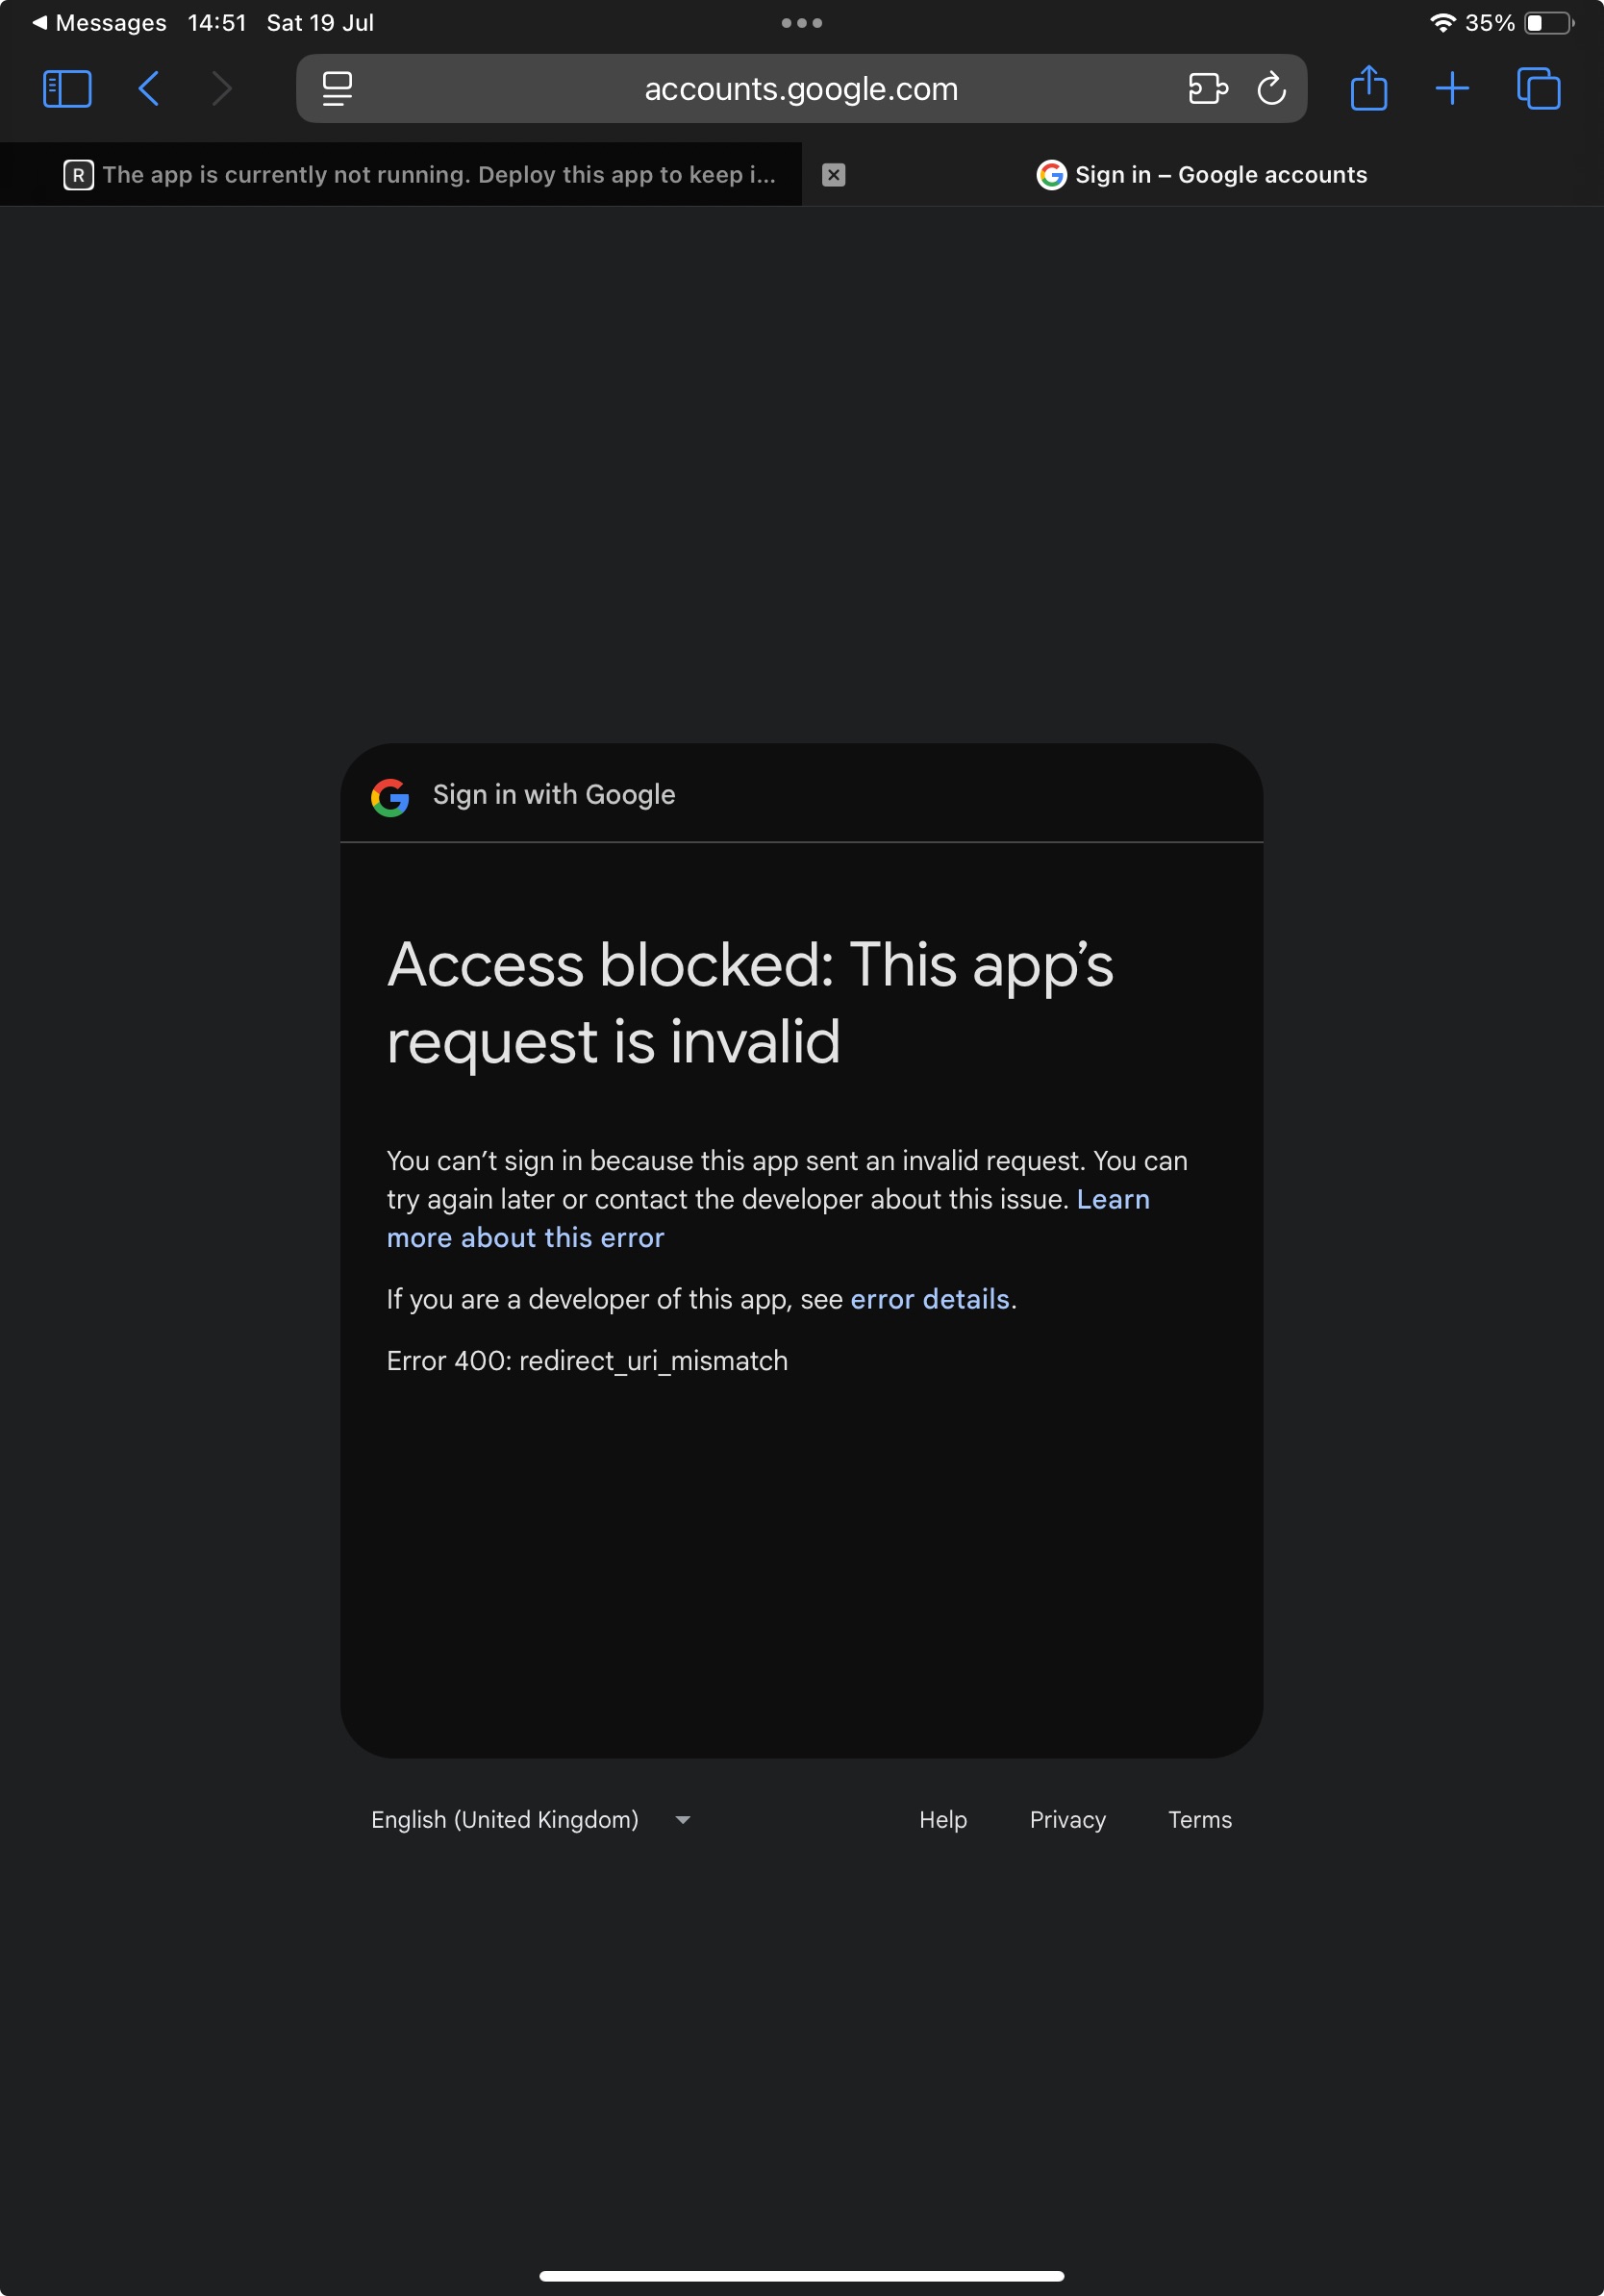 Messages 14:51 Sat 19 Jul 35%
accounts.google.com
R The app is currently not running. Deploy this app to keep i... Sign in – Google accounts
Sign in with Google
Access blocked: This app’s
request is invalid
You can’t sign in because this app sent an invalid request. You can
try again later or contact the developer about this issue. Learn
more about this error
If you are a developer of this app, see error details.
Error 400: redirect_uri_mismatch
English (United Kingdom) Help Privacy Terms